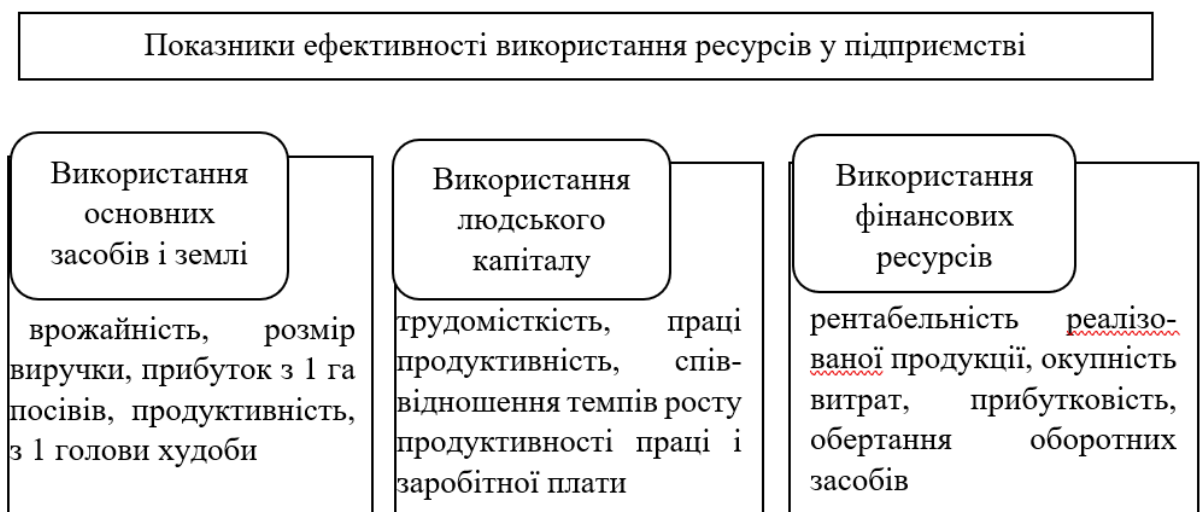 Показники ефективності використання ресурсів у підприємстві
Використання
основних
засобів і землі
врожайність, розмір
виручки, прибуток з 1 га
посівів, продуктивність,
з 1 голови худоби
Використання
людського
капіталу
трудомісткість, праці
продуктивність, спів-
відношення темпів росту
продуктивності праці і
заробітної плати
Використання
фінансових
ресурсів
рентабельність реалізо-
ваної продукції, окупність
витрат, прибутковість,
обертання оборотних
засобів